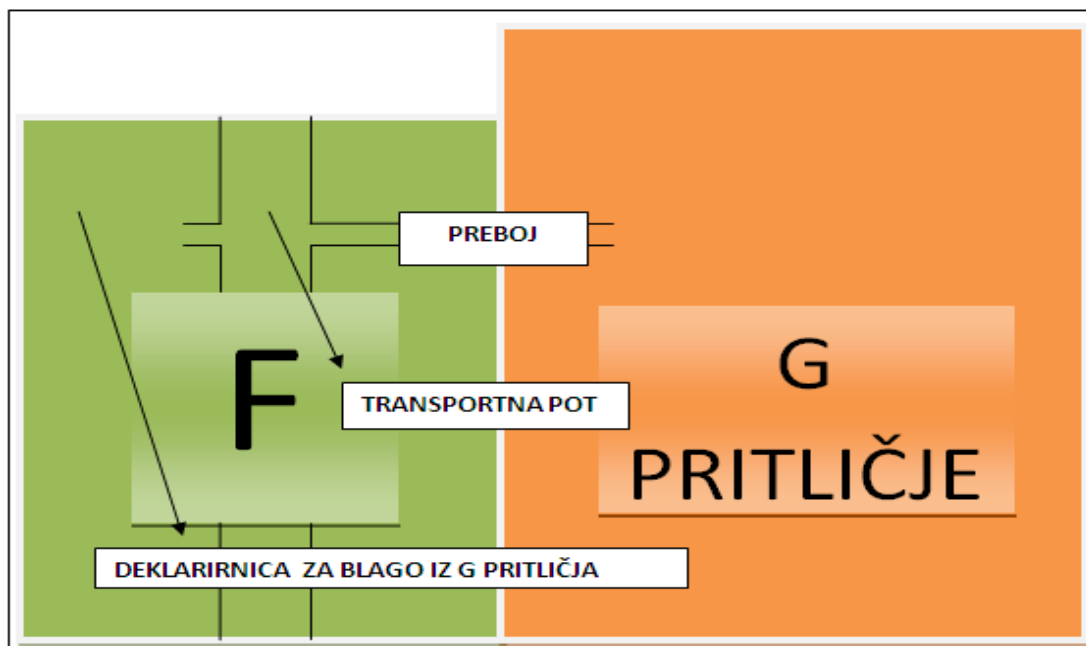 PREBOJ
F
TRANSPORTNA POT
G
PRITLIČJE
DEKLARIRNICA ZA BLAGO IZ G PRITLIČJA